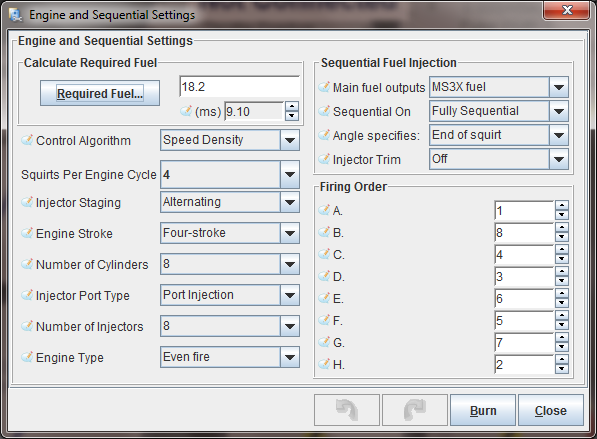 Engine and Sequential Settings
Engine and Sequential Settings
Calculate Required Fuel
Required Fuel...
18.2
(ms) 9.10
Control Algorithm Speed Density
Squirts Per Engine Cycle 4
Injector Staging Alternating
Engine Stroke Four-stroke
Number of Cylinders 8
Injector Port Type Port Injection
Number of Injectors 8
Engine Type Even fire
Sequential Fuel Injection
Main fuel outputs MS3X fuel
Sequential On Fully Sequential
Angle specifies: End of squirt
Injector Trim Off
Firing Order
A. 1
B. 8
C. 4
D. 3
E. 6
F. 5
G. 7
H. 2
Burn Close